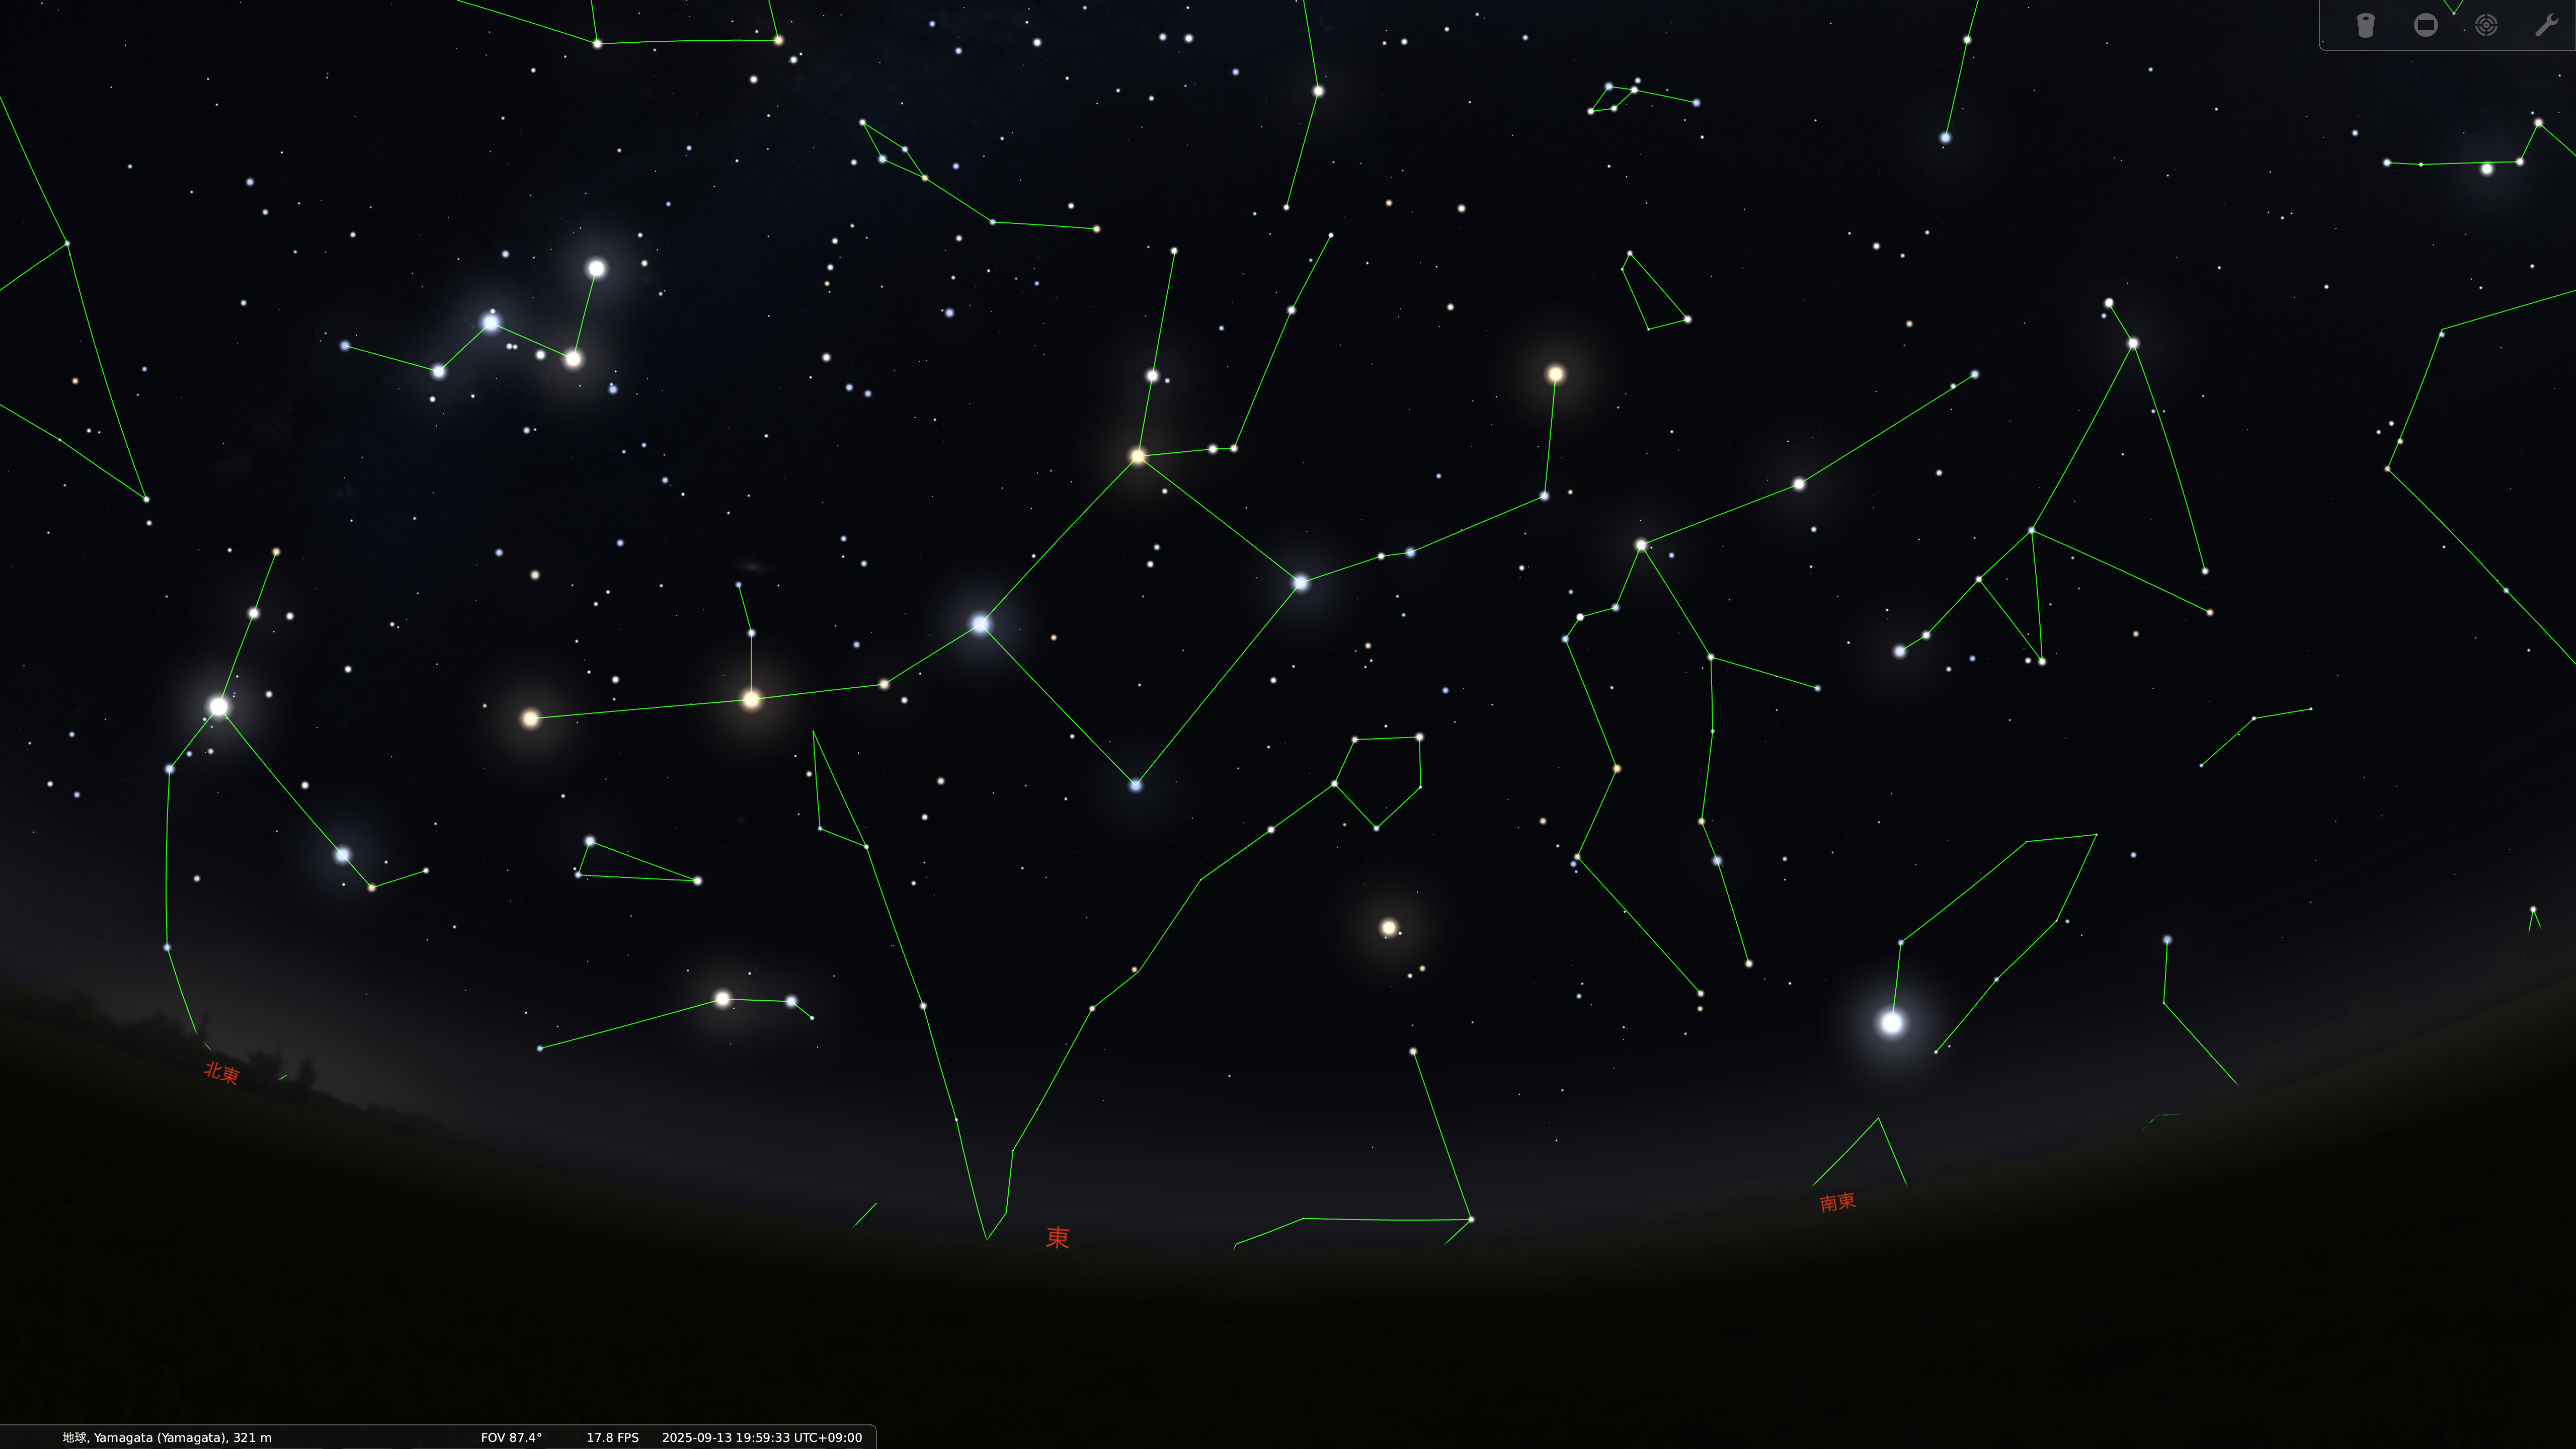 北東
東
南東
地球, Yamagata (Yamagata), 321 m FOV 87.4° 17.8 FPS 2025-09-13 19:59:33 UTC+09:00